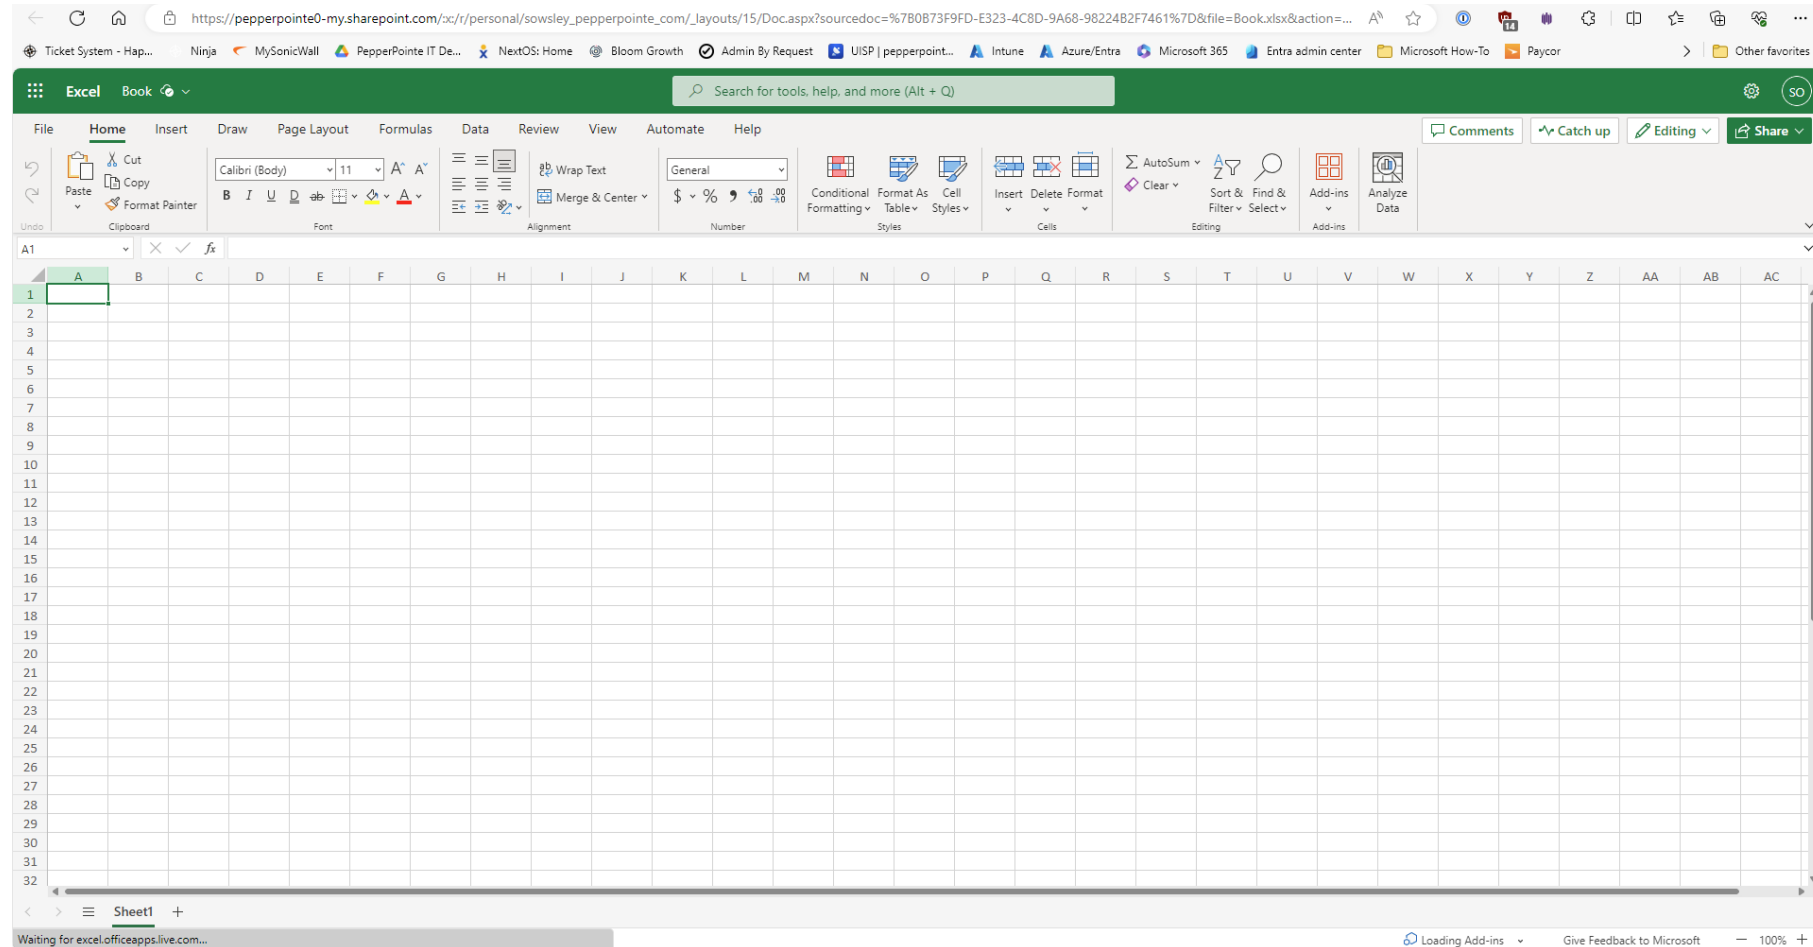 https://pepperpointe0-my.sharepoint.com/:x:/r/personal/sowsley_pepperpointe_com/_layouts/15/Doc.aspx?sourcedoc=%7B0B73F9FD-E323-4C8D-9A68-98224B2F7461%7D&file=Book.xlsx&action=... A 14 ...
Ticket System - Hap... Ninja MySonicWall PepperPointe IT De... NextOS: Home Bloom Growth Admin By Request UISP | pepperpoint... Intune Azure/Entra Microsoft 365 Entra admin center Microsoft How-To Paycor Other favorites
Excel Book Search for tools, help, and more (Alt + Q) SO
File Home Insert Draw Page Layout Formulas Data Review View Automate Help Comments Catch up Editing Share
Paste Cut Copy Format Painter
Calibri (Body) 11 A^ A˅
B I U D ab A
ab Wrap Text
Merge & Center
General
$ % 9 .00 .00
Conditional Formatting Format As Table Cell Styles
Insert Delete Format
AutoSum
Clear
Sort & Filter Find & Select
Add-ins
Analyze Data
Undo Clipboard Font Alignment Number Styles Cells Editing Add-ins
A1 fx
A B C D E F G H I J K L M N O P Q R S T U V W X Y Z AA AB AC
1
2
3
4
5
6
7
8
9
10
11
12
13
14
15
16
17
18
19
20
21
22
23
24
25
26
27
28
29
30
31
32
Sheet1 +
Waiting for excel.officeapps.live.com... Loading Add-ins Give Feedback to Microsoft — 100% +